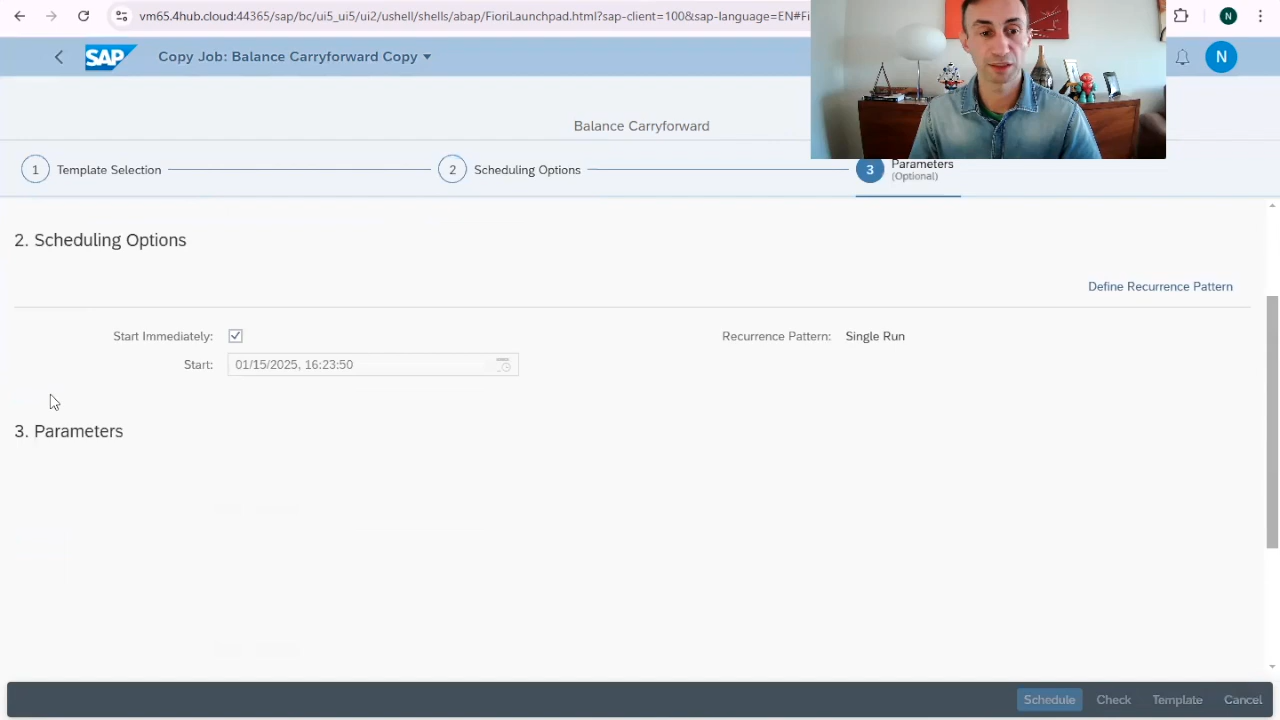 vm65.4hub.cloud:44365/sap/bc/ui5_ui5/ui2/ushell/shells/abap/FioriLaunchpad.html?sap-client=100&sap-language=EN#Fi
N
SAP
Copy Job: Balance Carryforward Copy
N
Balance Carryforward
1 Template Selection
2 Scheduling Options
3 Parameters
(Optional)
2. Scheduling Options
Define Recurrence Pattern
Start Immediately:
Recurrence Pattern: Single Run
Start: 01/15/2025, 16:23:50
3. Parameters
Schedule Check Template Cancel